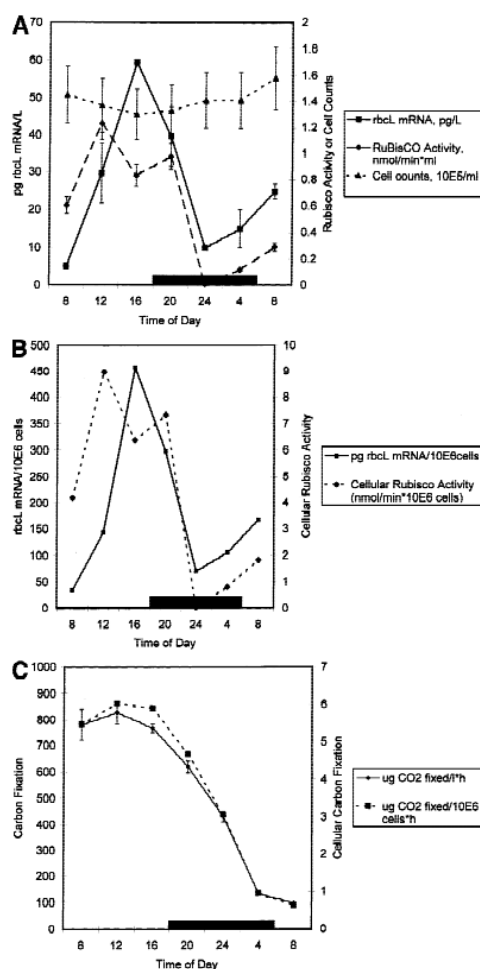 A
70
60
50
40
30
20
10
0
pg rbcL mRNA/L
2
1.8
1.6
1.4
1.2
1
0.8
0.6
0.4
0.2
0
Rubisco Activity or Cell Counts
8 12 16 20 24 4 8
Time of Day
rbcL mRNA, pg/L
RuBisCO Activity,
nmol/min*ml
Cell counts, 10E5/ml
B
500
450
400
350
300
250
200
150
100
50
0
rbcL mRNA/10E6 cells
10
9
8
7
6
5
4
3
2
1
0
Cellular Rubisco Activity
8 12 16 20 24 4 8
Time of Day
pg rbcL mRNA/10E6cells
Cellular Rubisco Activity
(nmol/min*10E6 cells)
C
1000
900
800
700
600
500
400
300
200
100
0
Carbon Fixation
7
6
5
4
3
2
1
0
Cellular Carbon Fixation
8 12 16 20 24 4 8
Time of Day
ug CO2 fixed/l*h
ug CO2 fixed/10E6
cells*h